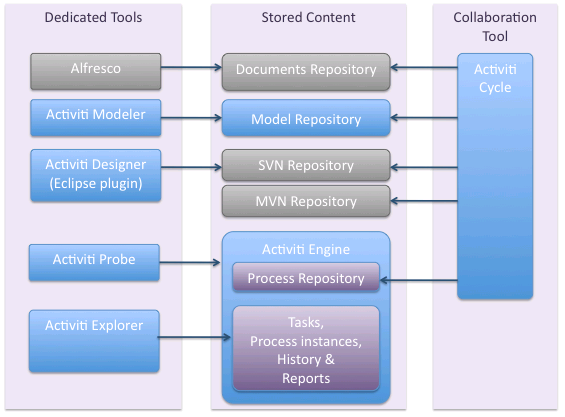 Dedicated Tools
Stored Content
Collaboration
Tool
Alfresco
Documents Repository
Activiti
Cycle
Activiti Modeler
Model Repository
Activiti Designer
(Eclipse plugin)
SVN Repository
MVN Repository
Activiti Engine
Activiti Probe
Process Repository
Activiti Explorer
Tasks,
Process instances,
History &
Reports